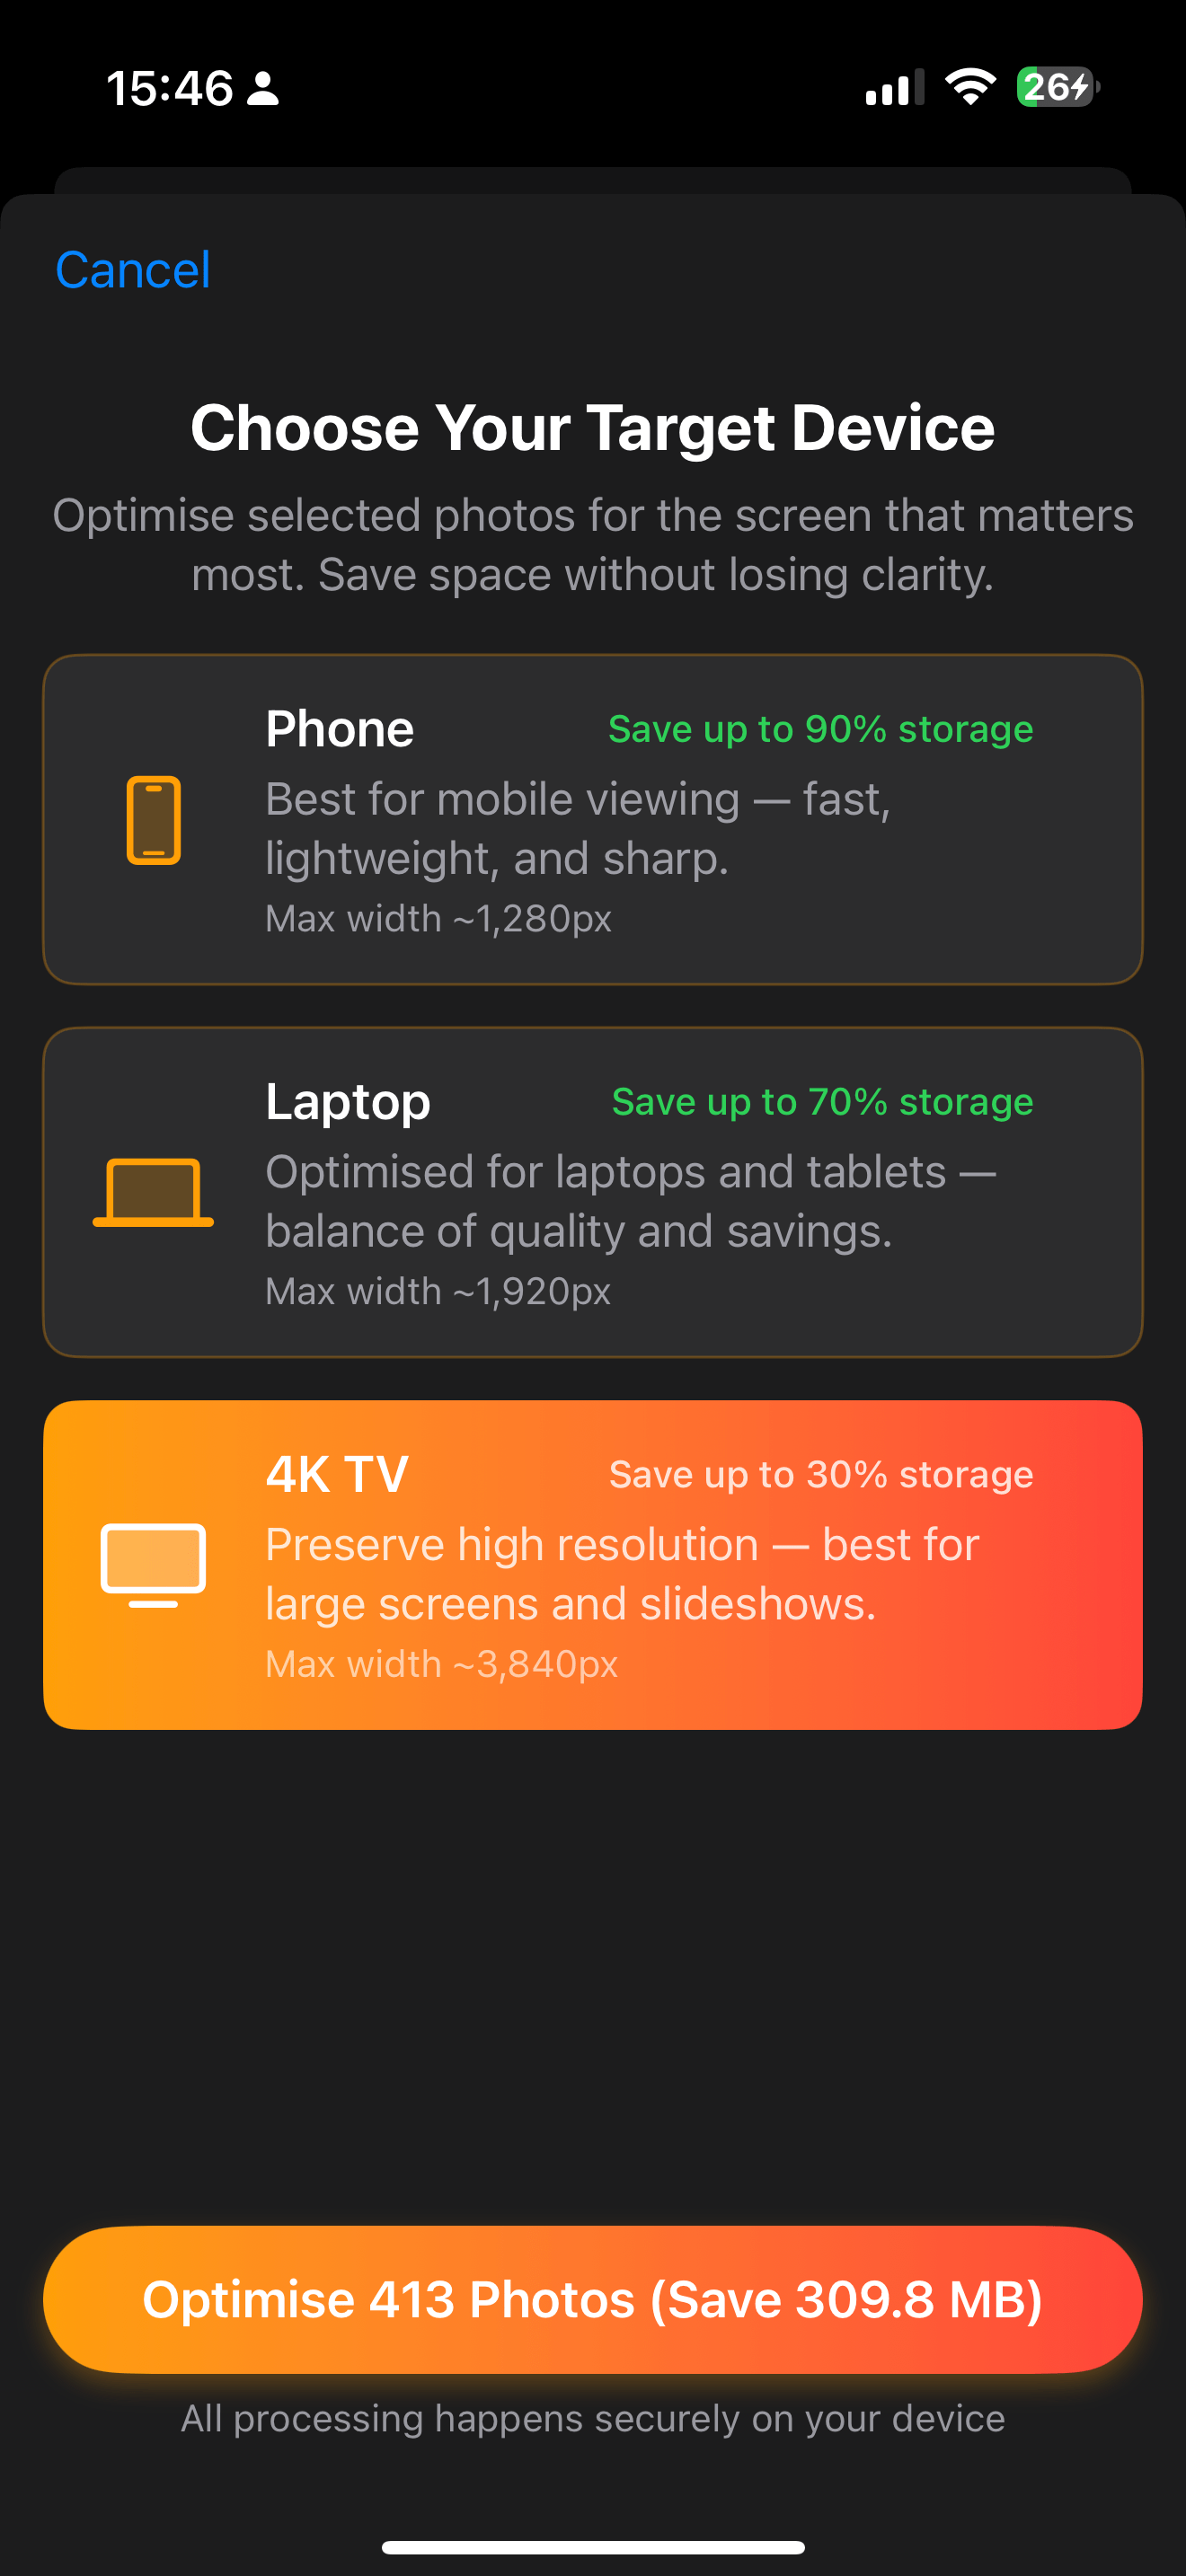 15:46
26
Cancel
Choose Your Target Device
Optimise selected photos for the screen that matters
most. Save space without losing clarity.
Phone
Save up to 90% storage
Best for mobile viewing — fast,
lightweight, and sharp.
Max width ~1,280px
Laptop
Save up to 70% storage
Optimised for laptops and tablets —
balance of quality and savings.
Max width ~1,920px
4K TV
Save up to 30% storage
Preserve high resolution — best for
large screens and slideshows.
Max width ~3,840px
Optimise 413 Photos (Save 309.8 MB)
All processing happens securely on your device